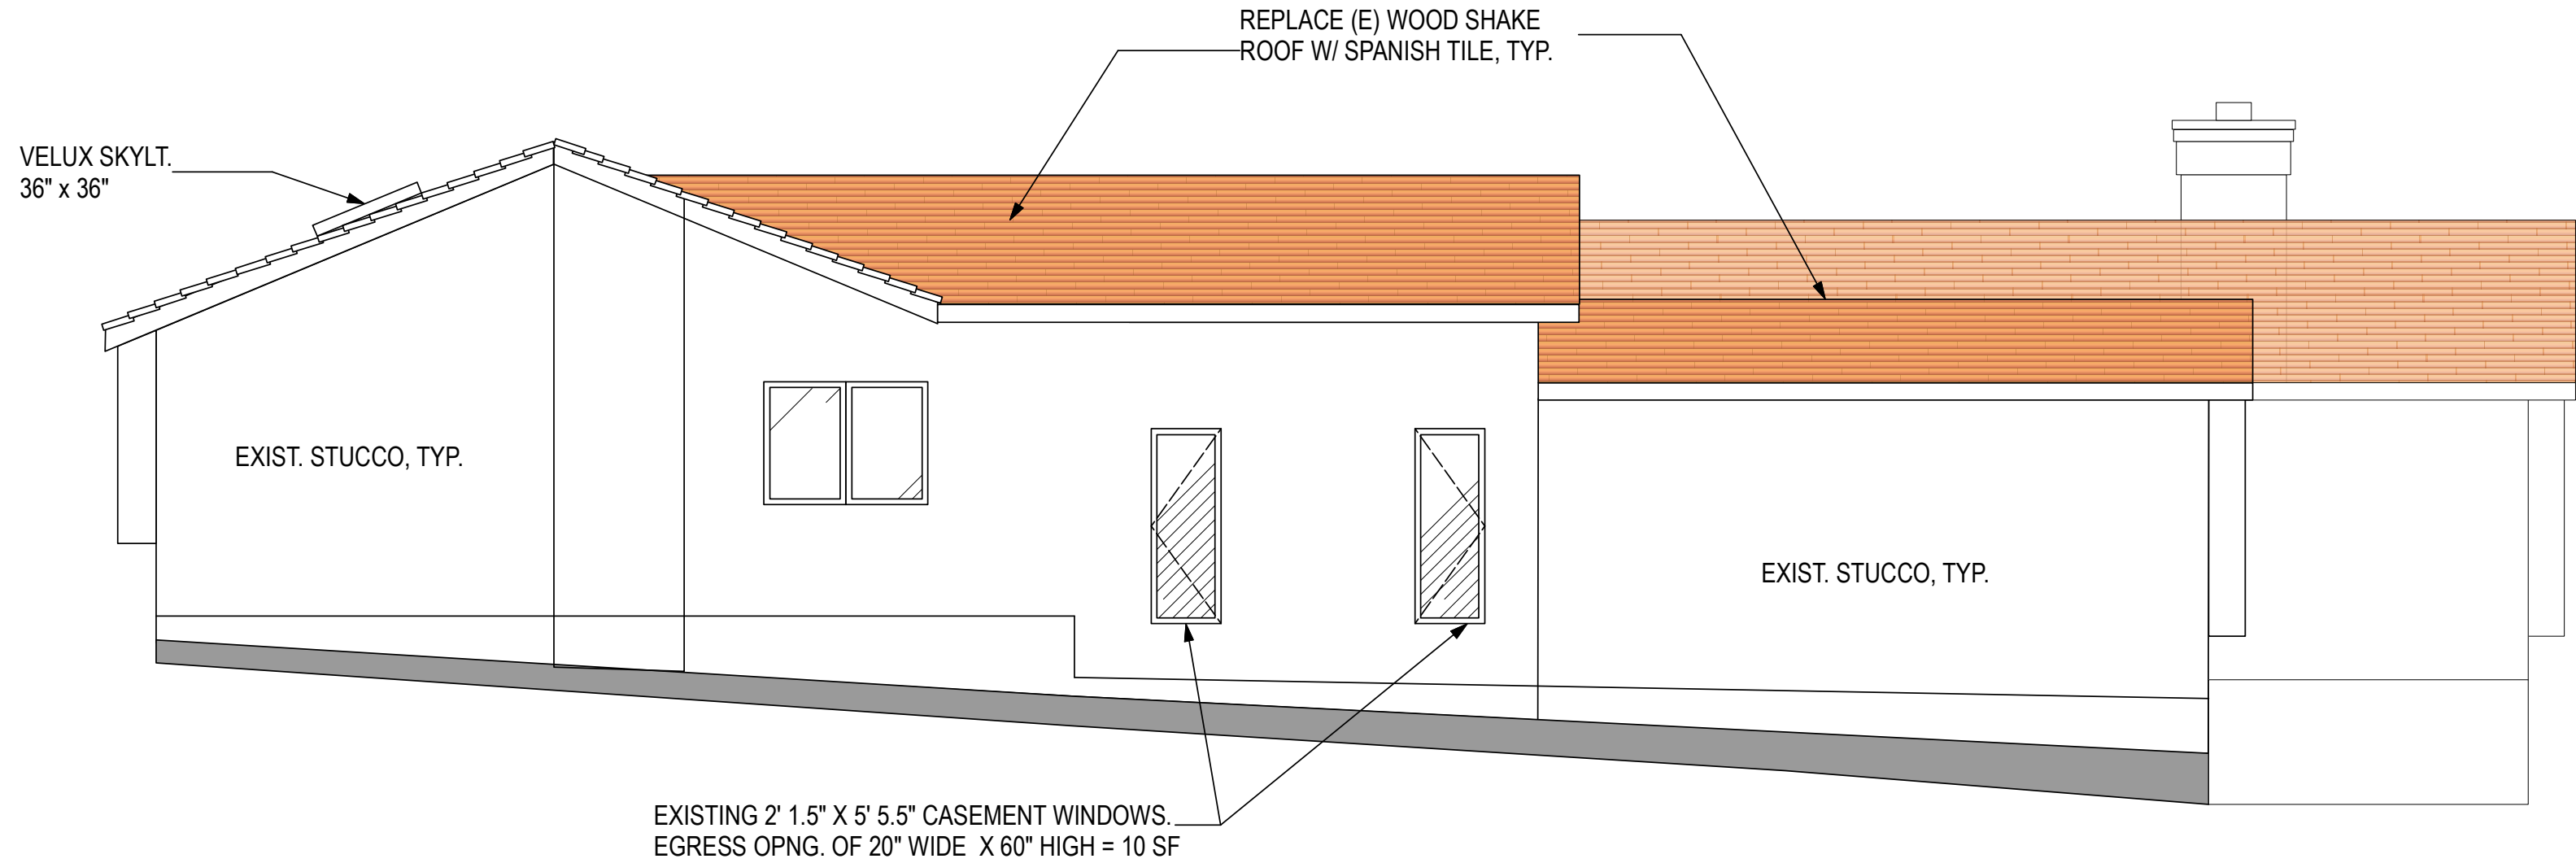 REPLACE (E) WOOD SHAKE
ROOF W/ SPANISH TILE, TYP.
VELUX SKYLT.
36" x 36"
EXIST. STUCCO, TYP.
EXIST. STUCCO, TYP.
EXISTING 2' 1.5" X 5' 5.5" CASEMENT WINDOWS.
EGRESS OPNG. OF 20" WIDE X 60" HIGH = 10 SF